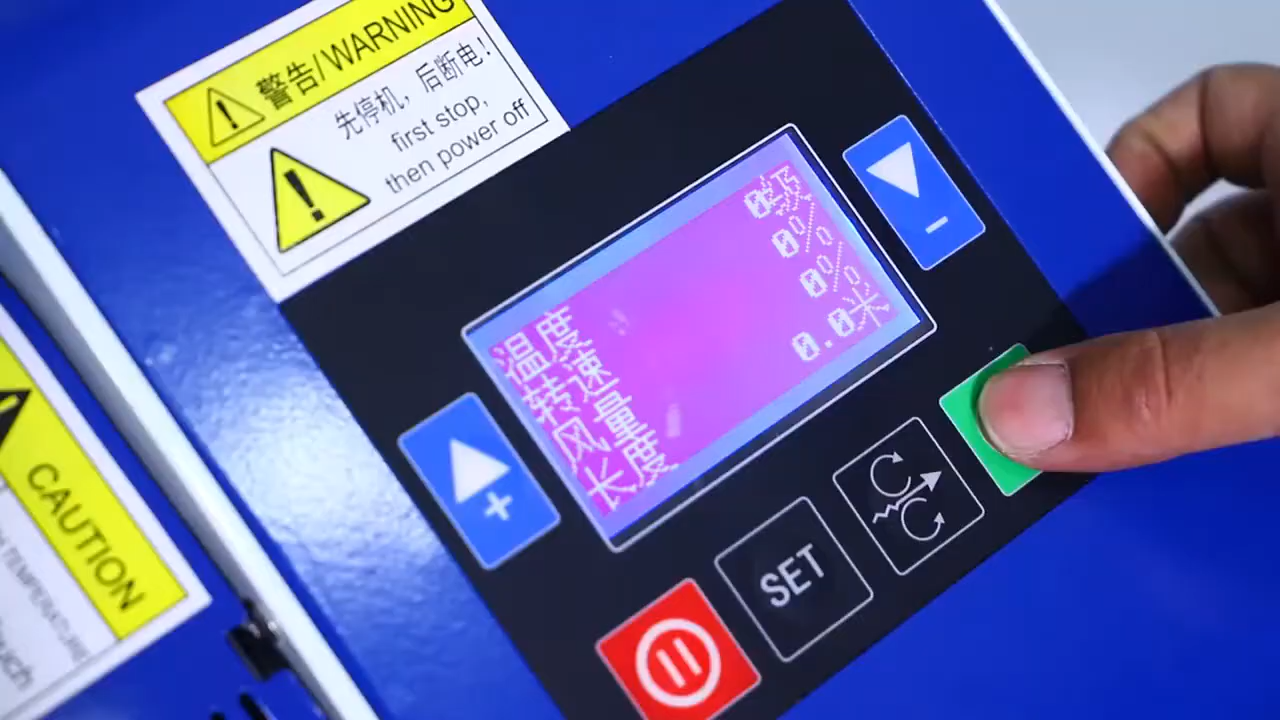 警告/WARNING
先停机，后断电！
first stop,
then power off
温度 0级
转速 0%
风量 0%
长度 0.0米
+
−
SET
CAUTION
TEMPERATURE